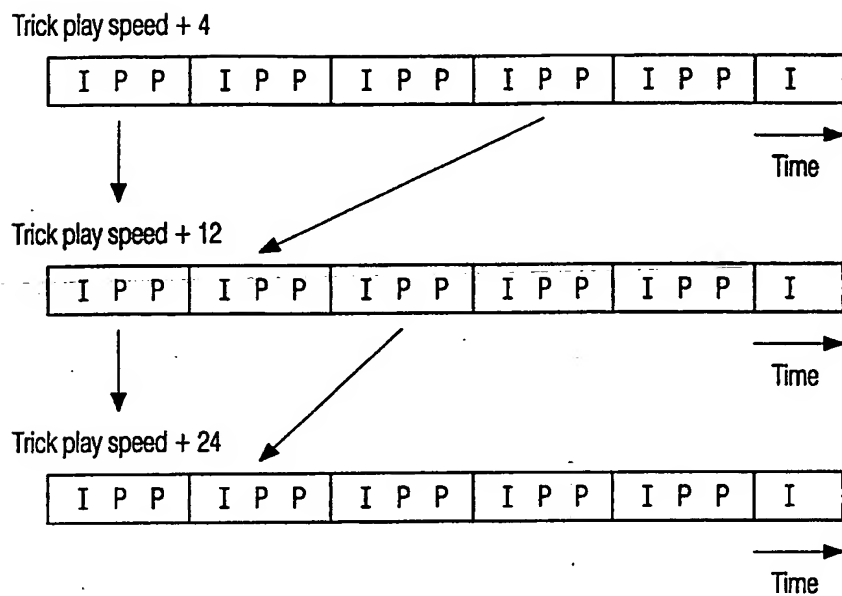 Trick play speed + 4
I P P I P P I P P I P P I P P I
Time
Trick play speed + 12
I P P I P P I P P I P P I P P I
Time
Trick play speed + 24
I P P I P P I P P I P P I P P I
Time